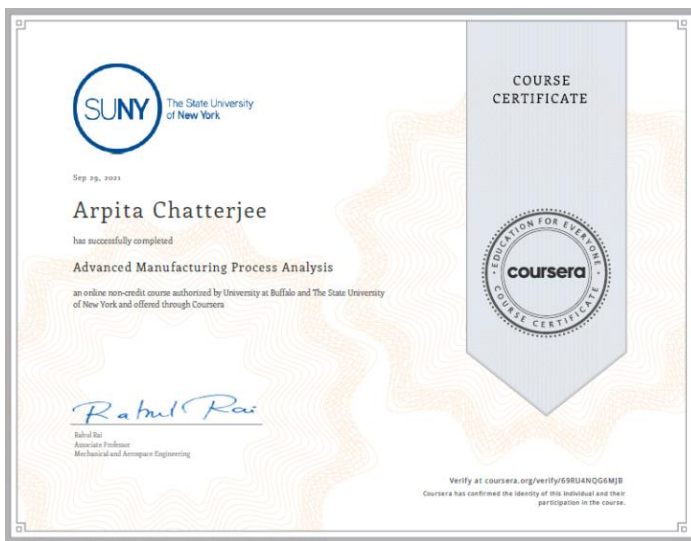 SUNY
The State University
of New York
COURSE
CERTIFICATE
Sep 29, 2021
Arpita Chatterjee
has successfully completed
Advanced Manufacturing Process Analysis
an online non-credit course authorized by University at Buffalo and The State University
of New York and offered through Coursera
EDUCATION FOR EVERYONE
coursera
COURSE CERTIFICATE
Rahul Rai
Rahul Rai
Associate Professor
Mechanical and Aerospace Engineering
Verify at coursera.org/verify/69RU4NQG6MJB
Coursera has confirmed the identity of this individual and their
participation in the course.